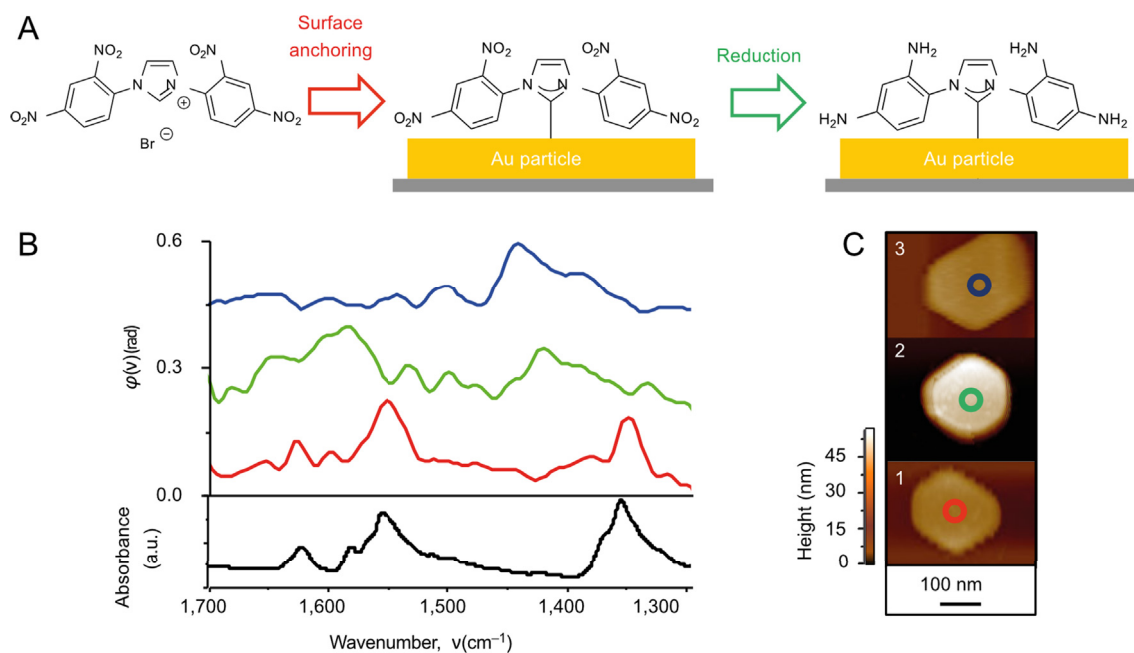 A
Surface
anchoring
Reduction
NO₂
O₂N
N
N
+
O₂N
NO₂
Br
−
NO₂
O₂N
N
N
O₂N
NO₂
Au particle
NH₂
H₂N
N
N
H₂N
NH₂
Au particle
B
φ(ν)(rad)
0.6
0.3
0.0
Absorbance
(a.u.)
1,700
1,600
1,500
1,400
1,300
Wavenumber, ν(cm⁻¹)
C
3
2
1
Height (nm)
45
30
15
0
100 nm